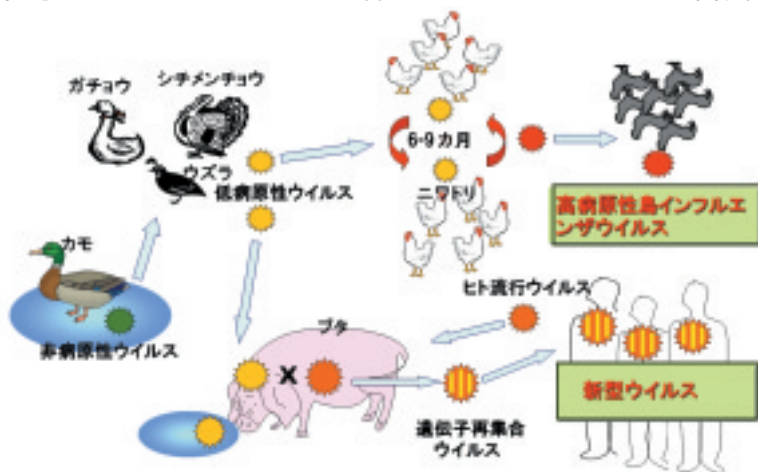 ガチョウ
シチメンチョウ
ウズラ
低病原性ウイルス
6-9カ月
ニワトリ
高病原性鳥インフルエ
ンザウイルス
カモ
非病原性ウイルス
ブタ
X
ヒト流行ウイルス
遺伝子再集合
ウイルス
新型ウイルス